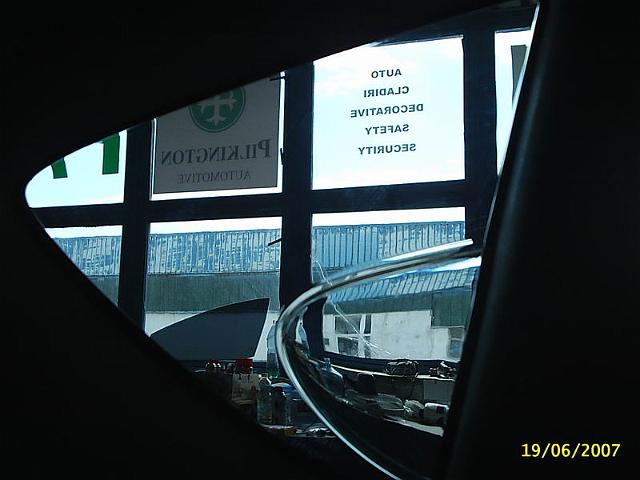 AUTO
CLADIRI
DECORATIVE
SAFETY
SECURITY
PILKINGTON
AUTOMOTIVE
19/06/2007